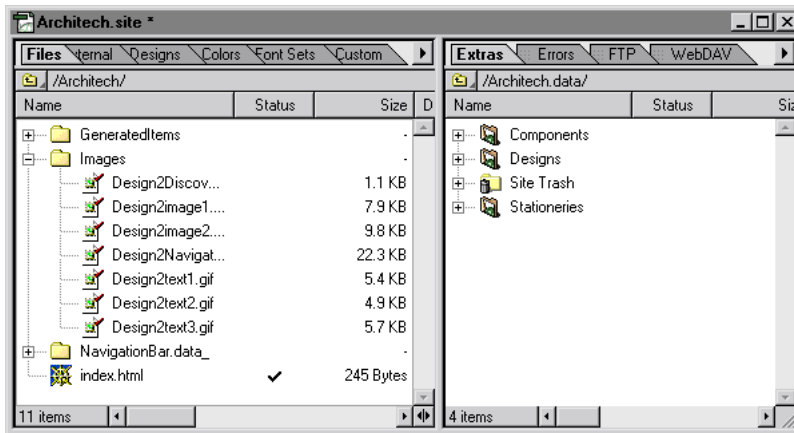 Architech.site *
Files ternal Designs Colors Font Sets Custom
/Architech/
Name Status Size D
GeneratedItems -
Images -
Design2Discov... 1.1 KB
Design2image1.... 7.9 KB
Design2image2.... 9.8 KB
Design2Navigat... 22.3 KB
Design2text1.gif 5.4 KB
Design2text2.gif 4.9 KB
Design2text3.gif 5.7 KB
NavigationBar.data_ -
index.html ✓ 245 Bytes
11 items
Extras Errors FTP WebDAV
/Architech.data/
Name Status Siz
Components
Designs
Site Trash
Stationeries
4 items